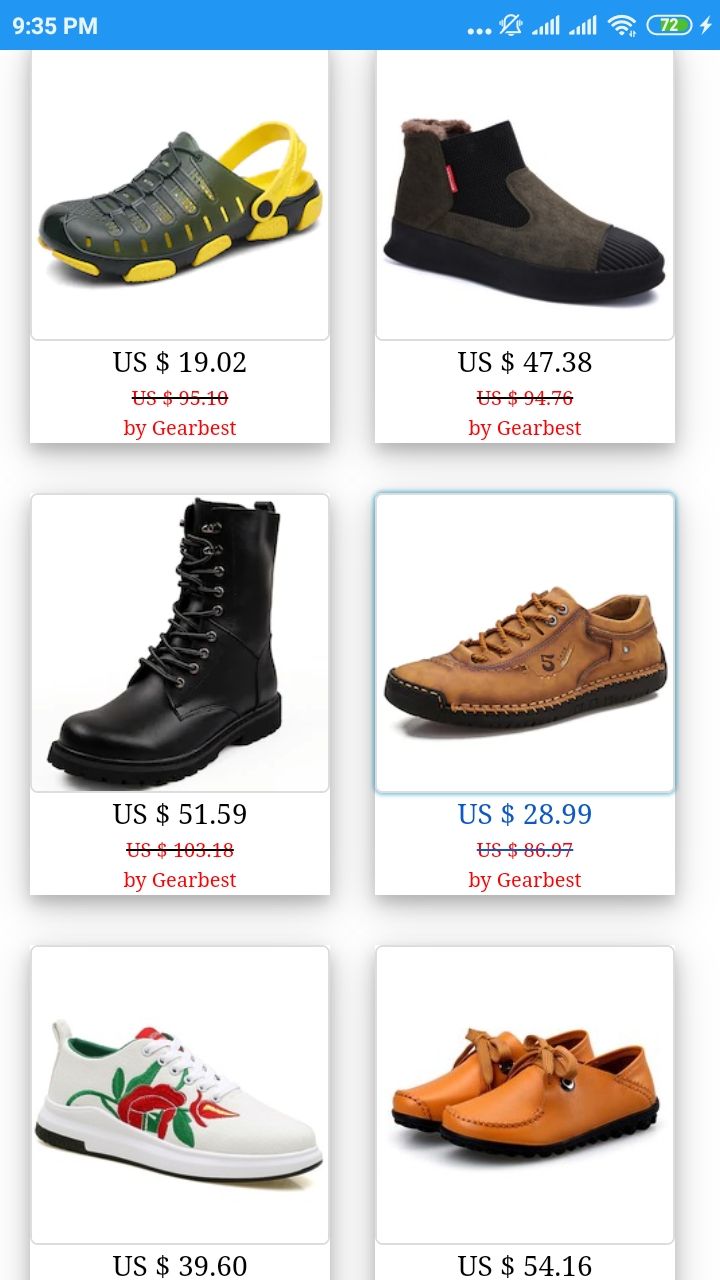 9:35 PM
72
US $ 19.02
US $ 95.10
by Gearbest
US $ 47.38
US $ 94.76
by Gearbest
US $ 51.59
US $ 103.18
by Gearbest
US $ 28.99
US $ 86.97
by Gearbest
US $ 39.60
US $ 54.16